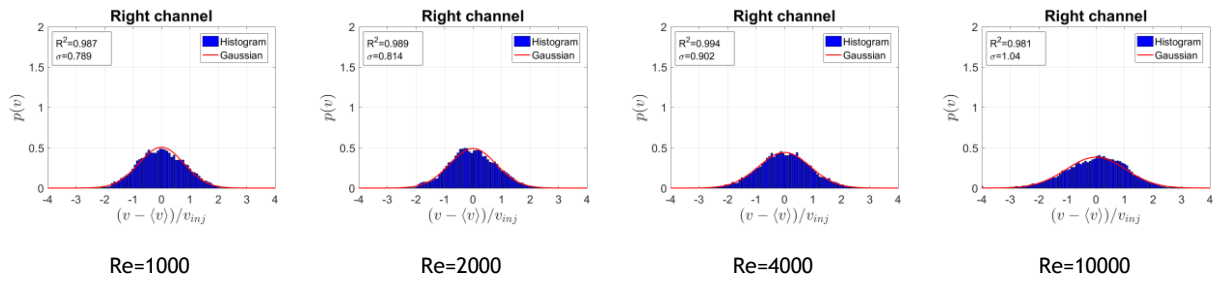 Right channel
R²=0.987
σ=0.789
Histogram
Gaussian
2
1.5
1
0.5
0
p(v)
-4 -3 -2 -1 0 1 2 3 4
(v − ⟨v⟩)/v_inj
Re=1000
Right channel
R²=0.989
σ=0.814
Histogram
Gaussian
2
1.5
1
0.5
0
p(v)
-4 -3 -2 -1 0 1 2 3 4
(v − ⟨v⟩)/v_inj
Re=2000
Right channel
R²=0.994
σ=0.902
Histogram
Gaussian
2
1.5
1
0.5
0
p(v)
-4 -3 -2 -1 0 1 2 3 4
(v − ⟨v⟩)/v_inj
Re=4000
Right channel
R²=0.981
σ=1.04
Histogram
Gaussian
2
1.5
1
0.5
0
p(v)
-4 -3 -2 -1 0 1 2 3 4
(v − ⟨v⟩)/v_inj
Re=10000